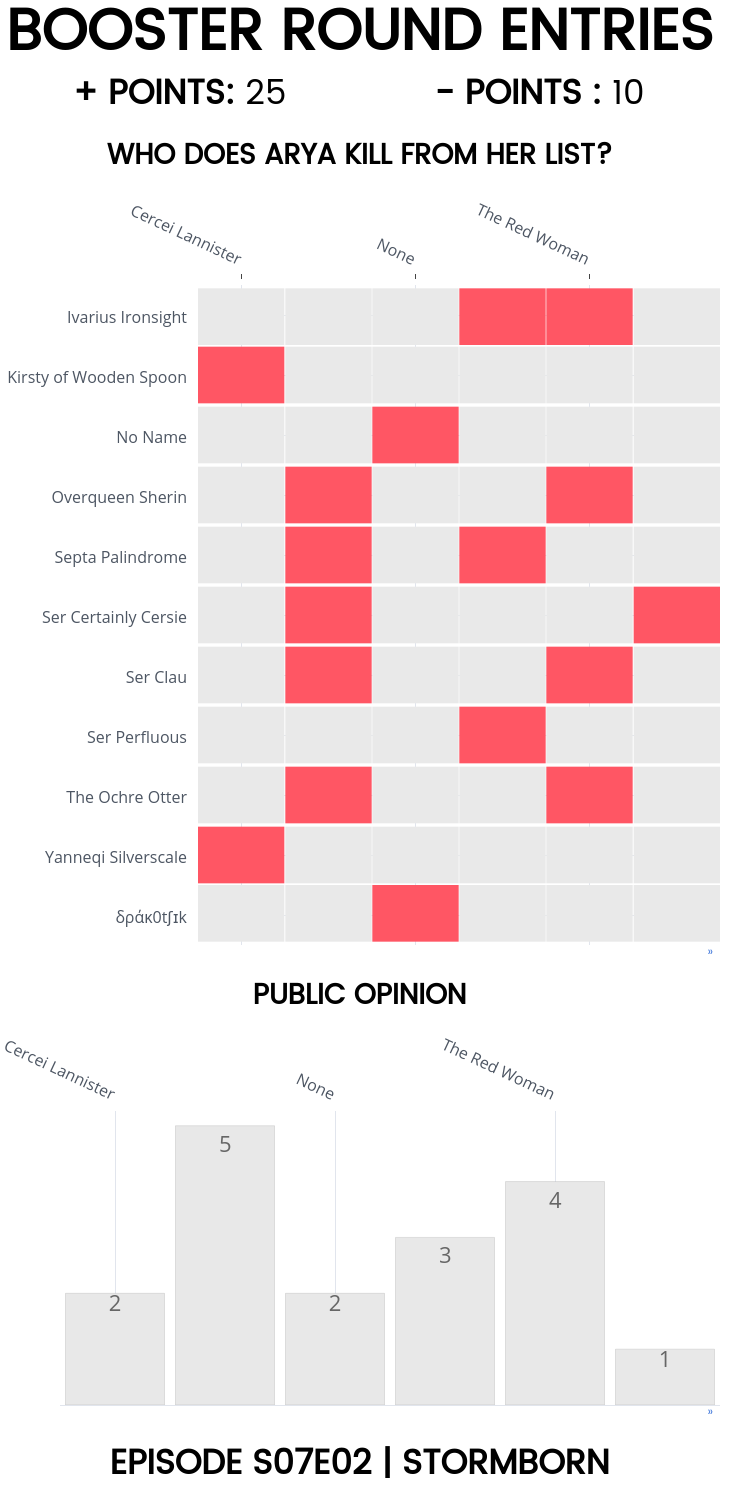 BOOSTER ROUND ENTRIES
+ POINTS: 25 - POINTS : 10
WHO DOES ARYA KILL FROM HER LIST?
Cercei Lannister None The Red Woman
Ivarius Ironsight
Kirsty of Wooden Spoon
No Name
Overqueen Sherin
Septa Palindrome
Ser Certainly Cersie
Ser Clau
Ser Perfluous
The Ochre Otter
Yanneqi Silverscale
δράκ0tʃɪk
»
PUBLIC OPINION
Cercei Lannister None The Red Woman
2 5 2 3 4 1
»
EPISODE S07E02 | STORMBORN